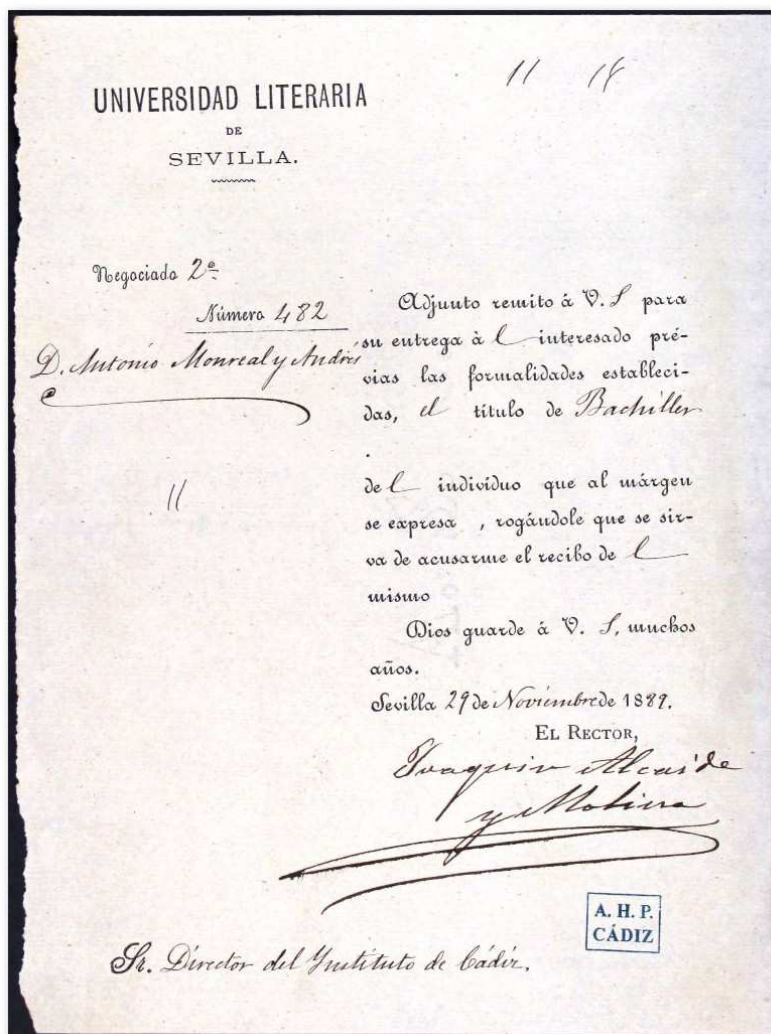 11 18
UNIVERSIDAD LITERARIA
DE
SEVILLA.
Negociado 2º
Número 482
D. Antonio Monreal y Andrés
11
Adjunto remito á V. S para
su entrega á l interesado pré-
vias las formalidades estableci-
das, el título de Bachiller
.
del individuo que al márgen
se expresa , rogándole que se sir-
va de acusarme el recibo de l
mismo
Dios guarde á V. S, muchos
años.
Sevilla 29 de Noviembre de 1889.
EL RECTOR,
Joaquin Alcaide
y Molina
A. H. P.
CÁDIZ
Sr. Director del Instituto de Cádiz.